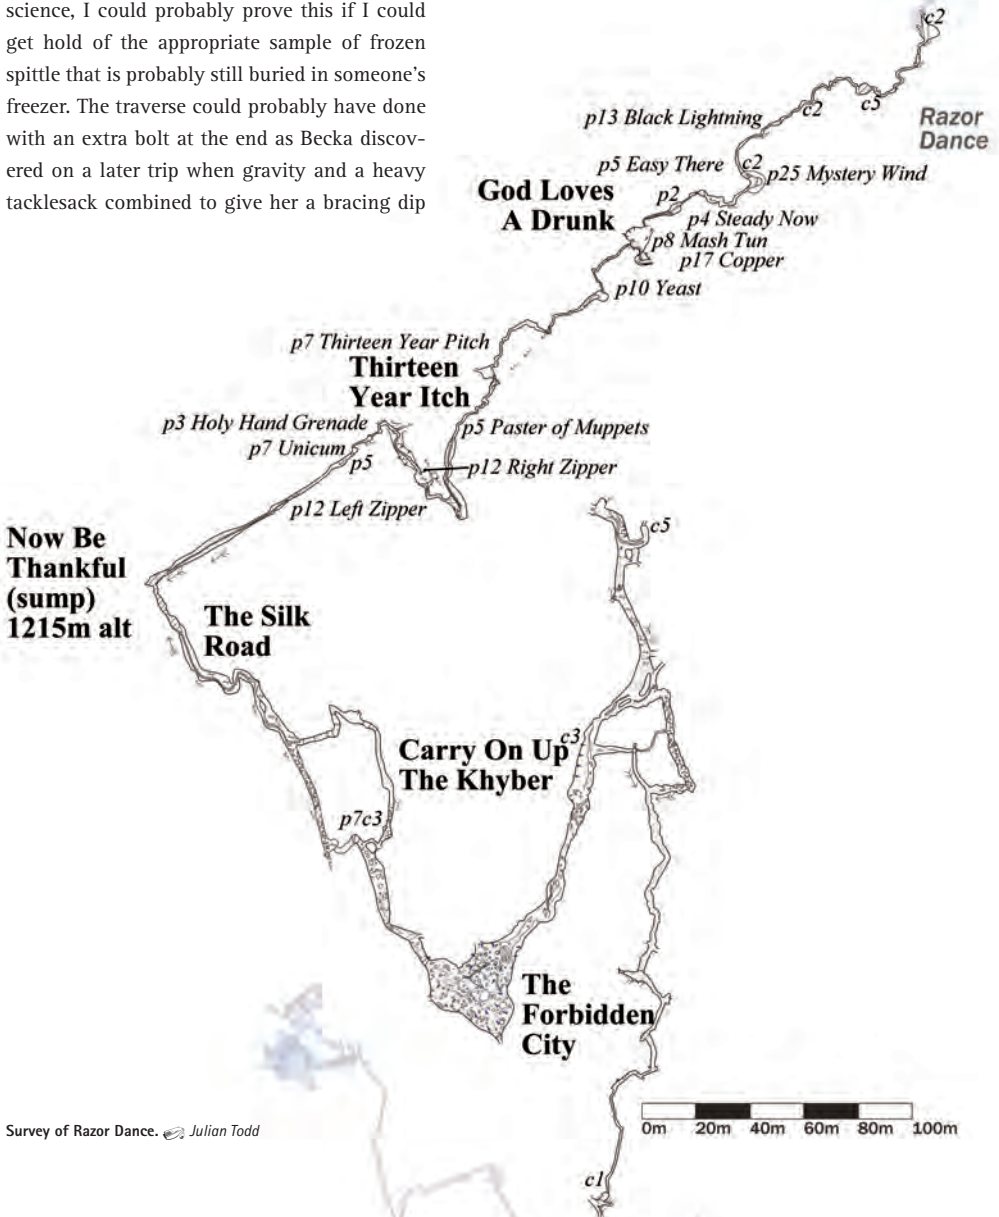 science, I could probably prove this if I could
get hold of the appropriate sample of frozen
spittle that is probably still buried in someone's
freezer. The traverse could probably have done
with an extra bolt at the end as Becka discov-
ered on a later trip when gravity and a heavy
tacklesack combined to give her a bracing dip
c2
c5
c2
Razor
Dance
p13 Black Lightning
p5 Easy There
c2
p25 Mystery Wind
God Loves
A Drunk
p2
p4 Steady Now
p8 Mash Tun
p17 Copper
p10 Yeast
p7 Thirteen Year Pitch
Thirteen
Year Itch
p3 Holy Hand Grenade
p5 Paster of Muppets
p7 Unicum
p5
p12 Right Zipper
p12 Left Zipper
c5
Now Be
Thankful
(sump)
1215m alt
The Silk
Road
c3
Carry On Up
The Khyber
p7c3
The
Forbidden
City
0m 20m 40m 60m 80m 100m
Survey of Razor Dance. Julian Todd
c1